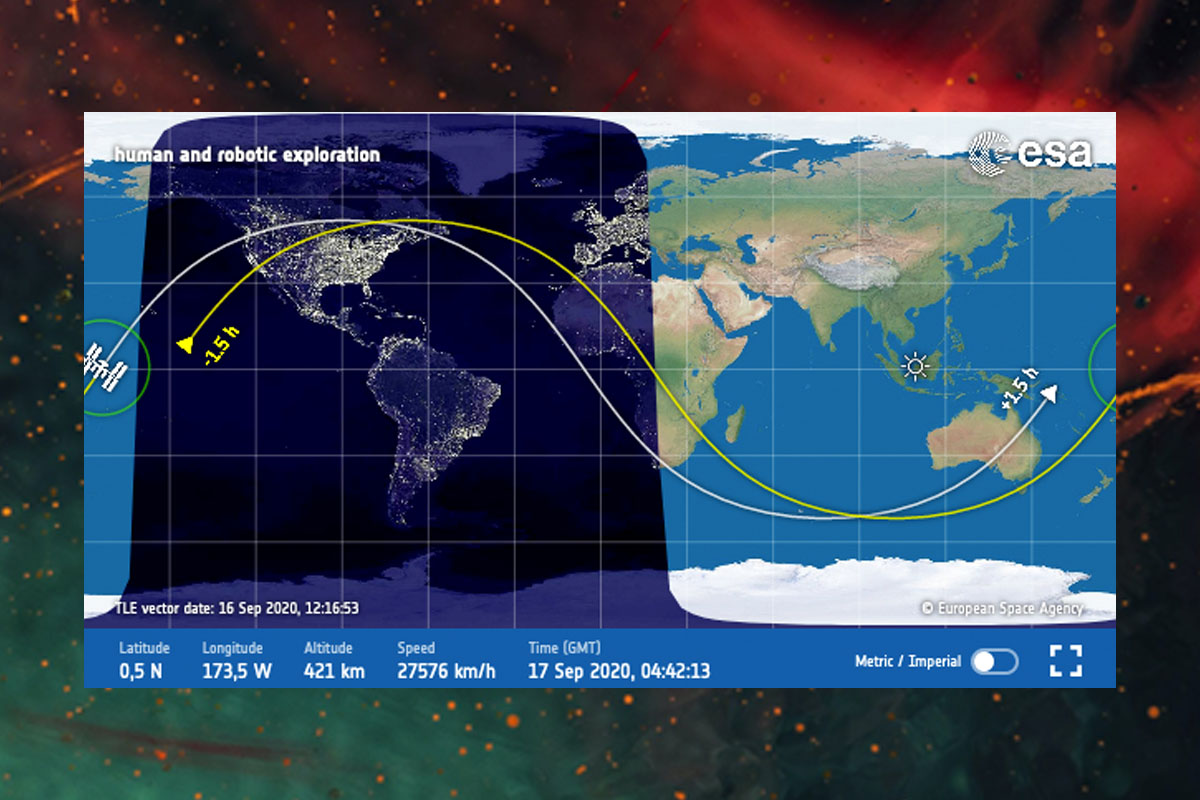 human and robotic exploration
esa
-1.5 h
+1.5 h
TLE vector date: 16 Sep 2020, 12:16:53
© European Space Agency
Latitude Longitude Altitude Speed Time (GMT)
0,5 N 173,5 W 421 km 27576 km/h 17 Sep 2020, 04:42:13
Metric / Imperial